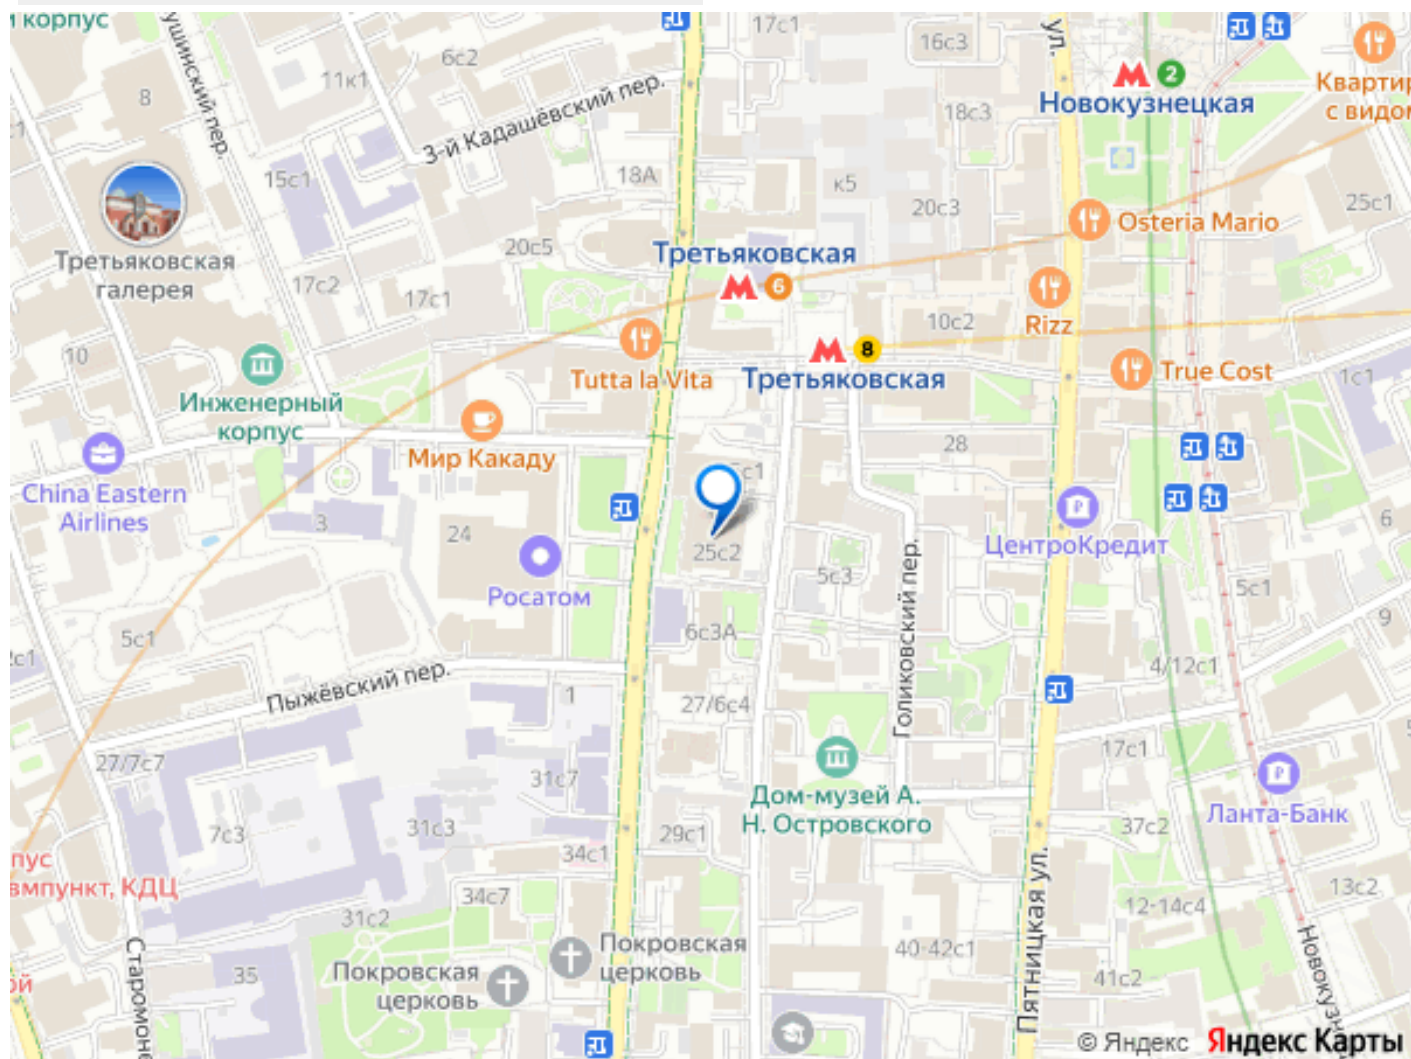 корпус
17с1
6с2
16с3
ул.
2
Новокузнецкая
Квартир
с видом
11к1
8
3-й Кадашёвский пер.
18с3
15с1
18А
к5
20с3
25с1
Osteria Mario
Третьяковская
галерея
20с5
Третьяковская
6
17с2
17с1
10с2
Rizz
8
Третьяковская
Tutta la Vita
True Cost
1с1
10
Инженерный
корпус
Мир Какаду
28
China Eastern
Airlines
3
24
25с2
ЦентроКредит
6
Росатом
5с3
Голиковский пер.
5с1
5с1
6с3А
9
4/12с1
Пыжёвский пер.
1
27/6с4
17с1
27/7с7
31с7
Дом-музей А.
Н. Островского
Ланта-Банк
7с3
31с3
29с1
37с2
34с1
пус
вмпункт, КДЦ
34с7
13с2
31с2
12-14с4
Пятницкая ул.
Покровская
церковь
40-42с1
35
Покровская
церковь
41с2
© Яндекс Яндекс Карты